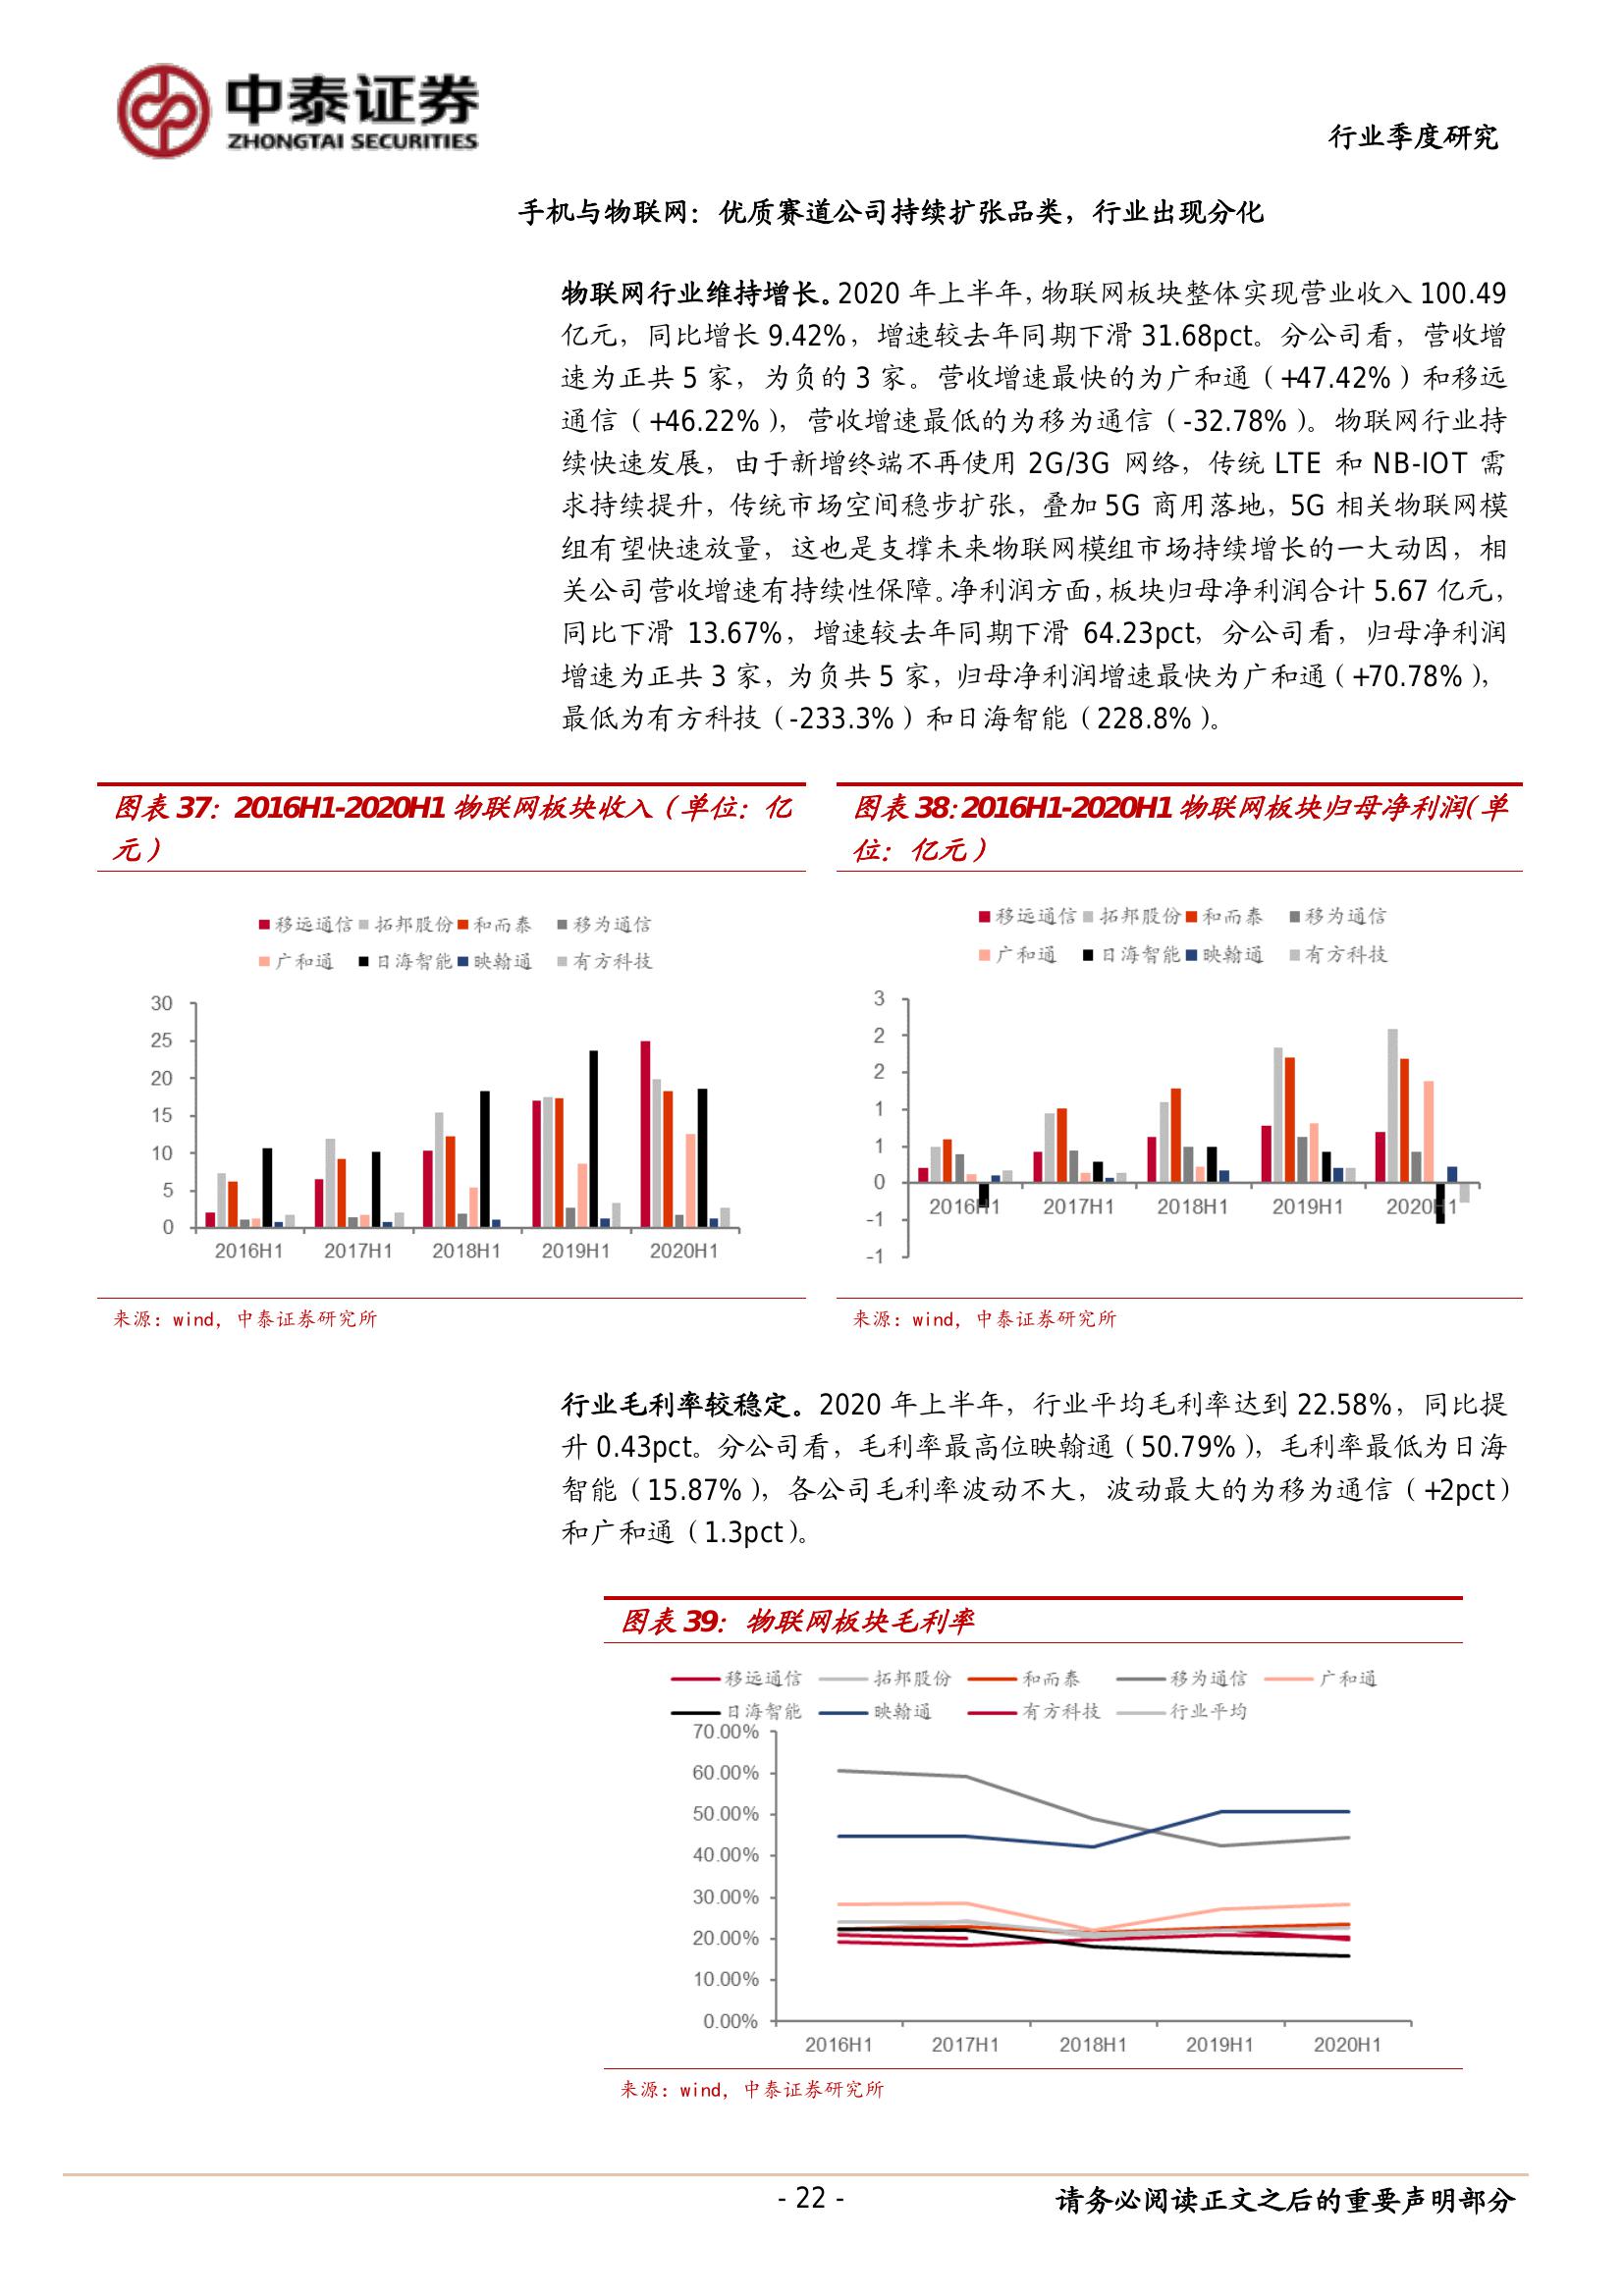 中泰证券
ZHONGTAI SECURITIES
行业季度研究
手机与物联网：优质赛道公司持续扩张品类，行业出现分化
物联网行业维持增长。2020 年上半年，物联网板块整体实现营业收入 100.49
亿元，同比增长 9.42%，增速较去年同期下滑 31.68pct。分公司看，营收增
速为正共 5 家，为负的 3 家。营收增速最快的为广和通（+47.42%）和移远
通信（+46.22%），营收增速最低的为移为通信（-32.78%）。物联网行业持
续快速发展，由于新增终端不再使用 2G/3G 网络，传统 LTE 和 NB-IOT 需
求持续提升，传统市场空间稳步扩张，叠加 5G 商用落地，5G 相关物联网模
组有望快速放量，这也是支撑未来物联网模组市场持续增长的一大动因，相
关公司营收增速有持续性保障。净利润方面，板块归母净利润合计 5.67 亿元，
同比下滑 13.67%，增速较去年同期下滑 64.23pct，分公司看，归母净利润
增速为正共 3 家，为负共 5 家，归母净利润增速最快为广和通（+70.78%），
最低为有方科技（-233.3%）和日海智能（228.8%）。
图表 37：2016H1-2020H1 物联网板块收入（单位：亿
元）
移远通信 拓邦股份 和而泰 移为通信
广和通 日海智能 映翰通 有方科技
30
25
20
15
10
5
0
2016H1 2017H1 2018H1 2019H1 2020H1
来源：wind，中泰证券研究所
图表 38：2016H1-2020H1 物联网板块归母净利润（单
位：亿元）
移远通信 拓邦股份 和而泰 移为通信
广和通 日海智能 映翰通 有方科技
3
2
2
1
1
0
-1
-1
2016H1 2017H1 2018H1 2019H1 2020H1
来源：wind，中泰证券研究所
行业毛利率较稳定。2020 年上半年，行业平均毛利率达到 22.58%，同比提
升 0.43pct。分公司看，毛利率最高位映翰通（50.79%），毛利率最低为日海
智能（15.87%），各公司毛利率波动不大，波动最大的为移为通信（+2pct）
和广和通（1.3pct）。
图表 39：物联网板块毛利率
移远通信 拓邦股份 和而泰 移为通信 广和通
日海智能 映翰通 有方科技 行业平均
70.00%
60.00%
50.00%
40.00%
30.00%
20.00%
10.00%
0.00%
2016H1 2017H1 2018H1 2019H1 2020H1
来源：wind，中泰证券研究所
- 22 -
请务必阅读正文之后的重要声明部分